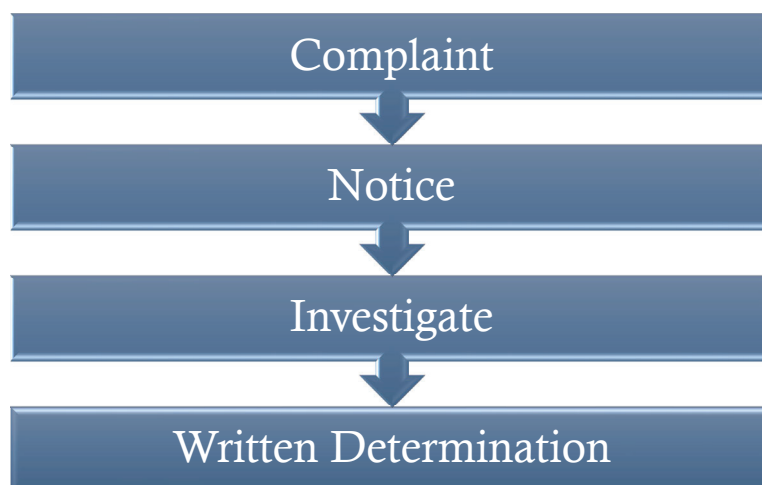 Complaint
Notice
Investigate
Written Determination